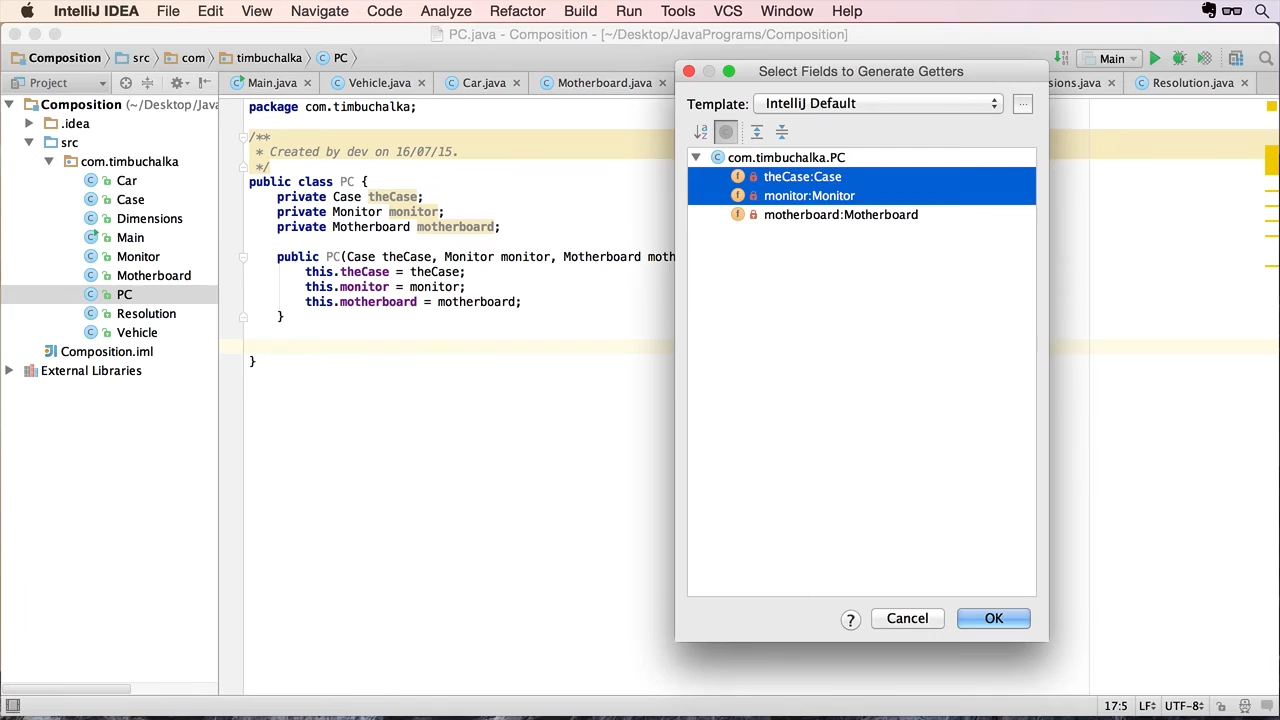 IntelliJ IDEA File Edit View Navigate Code Analyze Refactor Build Run Tools VCS Window Help
PC.java - Composition - [~/Desktop/JavaPrograms/Composition]
Composition src com timbuchalka PC Main
Project Main.java Vehicle.java Car.java Motherboard.java sions.java Resolution.java
Composition (~/Desktop/Java
.idea
src
com.timbuchalka
Car
Case
Dimensions
Main
Monitor
Motherboard
PC
Resolution
Vehicle
Composition.iml
External Libraries
package com.timbuchalka;
/**
* Created by dev on 16/07/15.
*/
public class PC {
private Case theCase;
private Monitor monitor;
private Motherboard motherboard;
public PC(Case theCase, Monitor monitor, Motherboard moth
this.theCase = theCase;
this.monitor = monitor;
this.motherboard = motherboard;
}
}
Select Fields to Generate Getters
Template: IntelliJ Default ...
com.timbuchalka.PC
theCase:Case
monitor:Monitor
motherboard:Motherboard
? Cancel OK
17:5 LF UTF-8